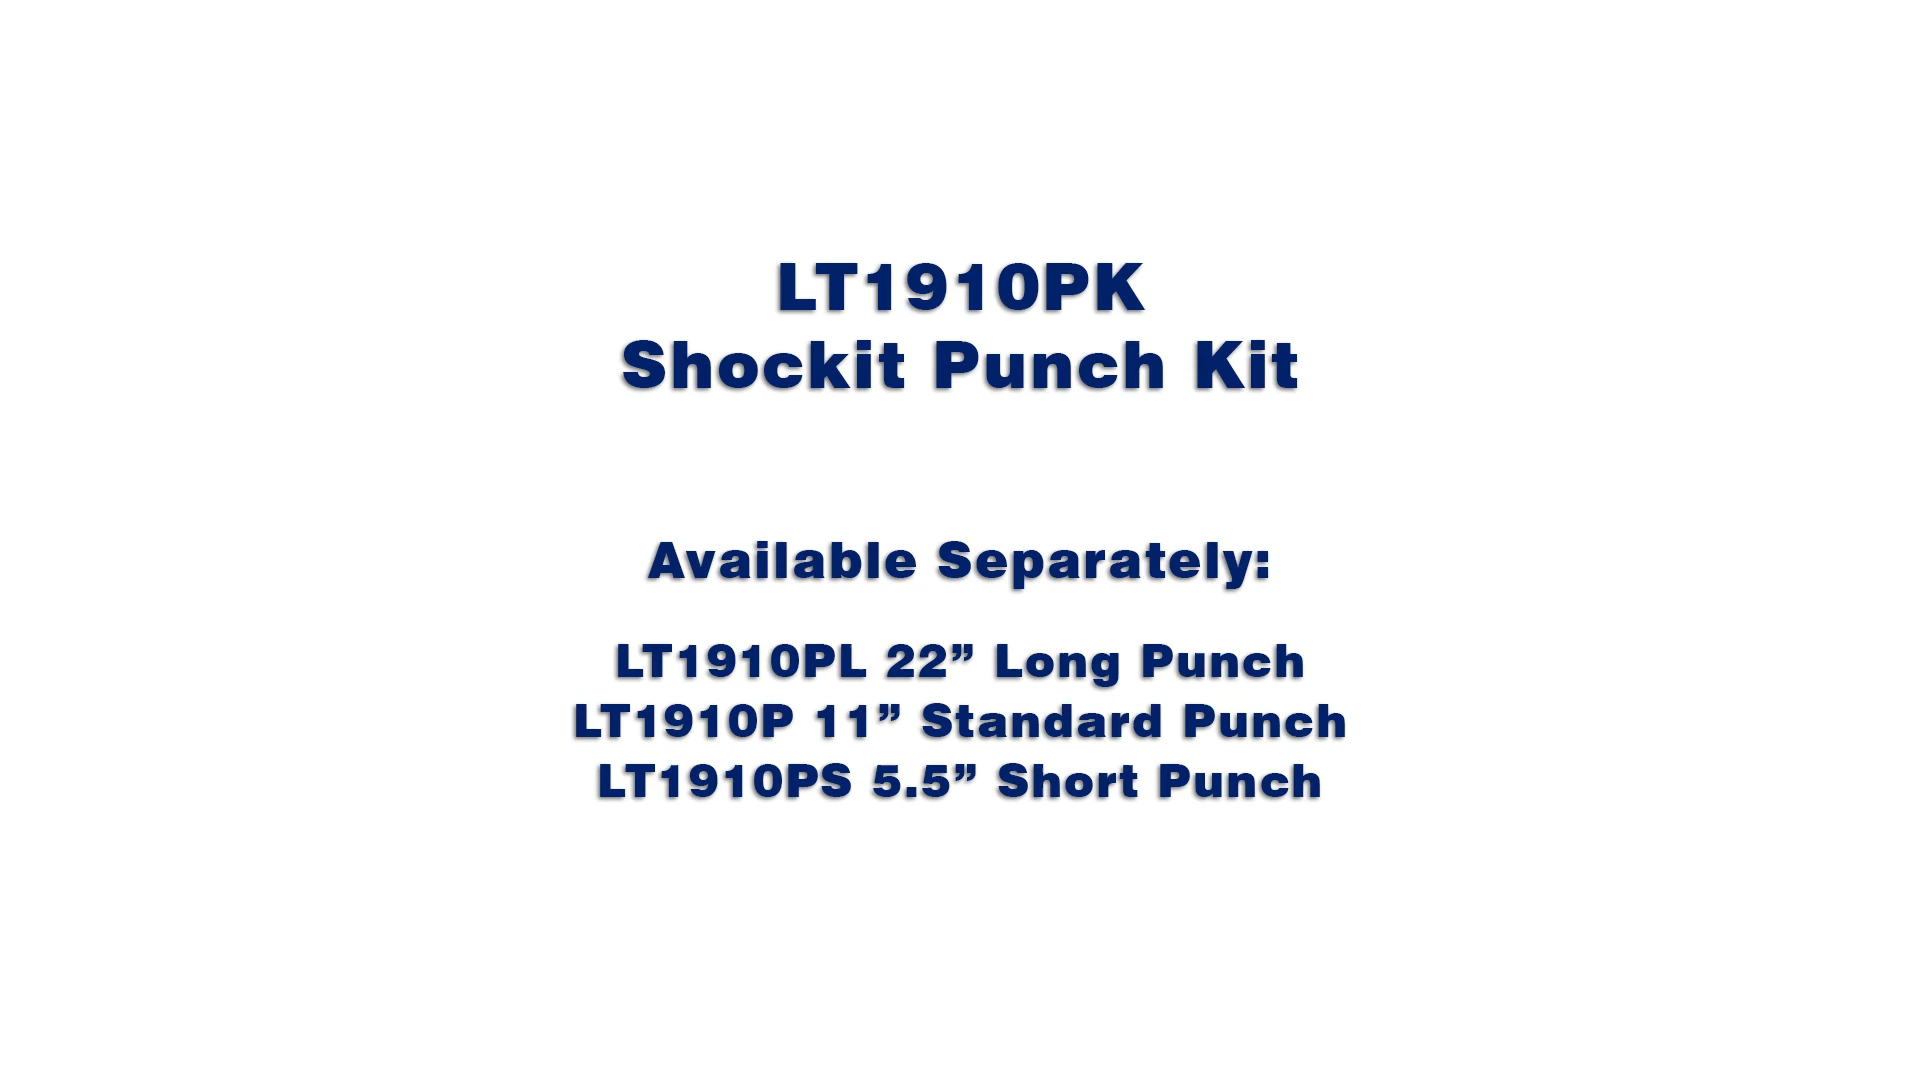 LT1910PK
Shockit Punch Kit
Available Separately:
LT1910PL 22” Long Punch
LT1910P 11” Standard Punch
LT1910PS 5.5” Short Punch